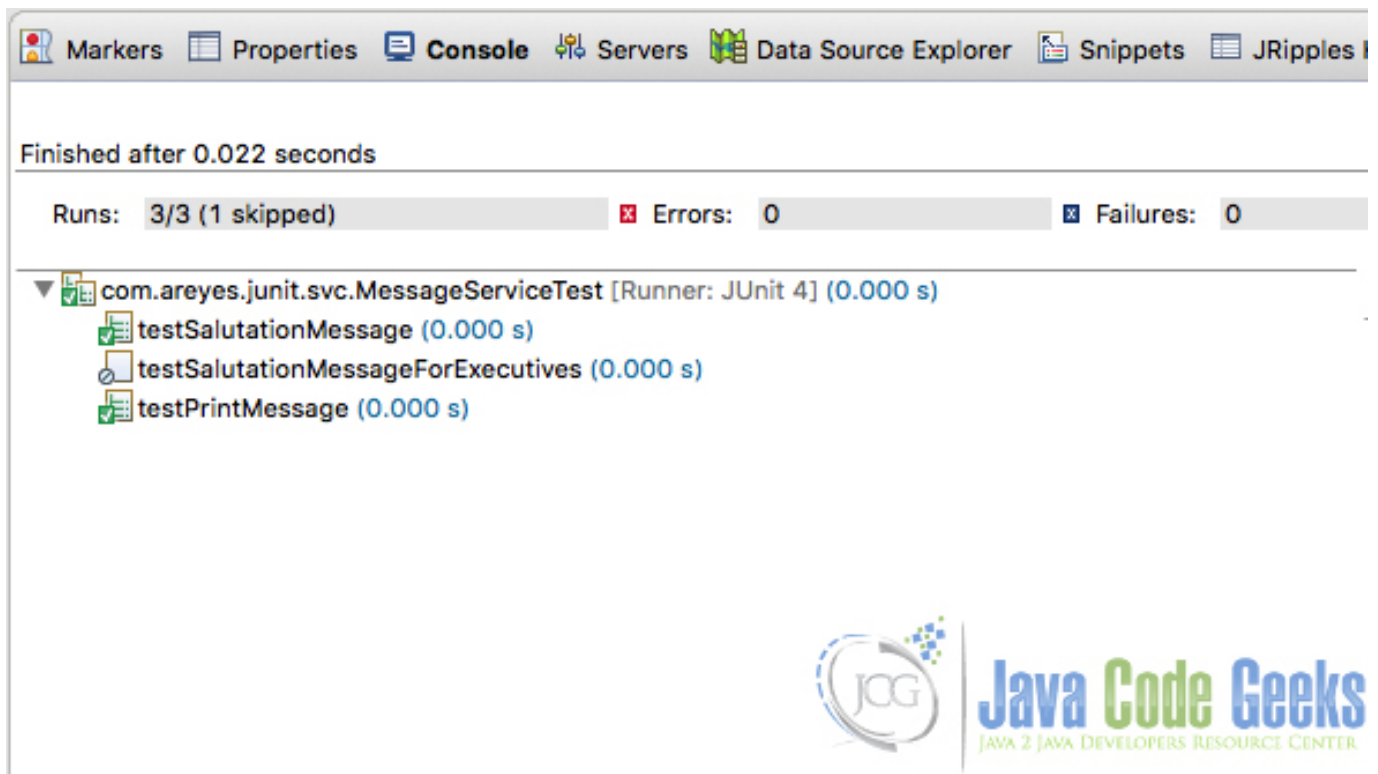 Markers Properties Console Servers Data Source Explorer Snippets JRipples
Finished after 0.022 seconds
Runs: 3/3 (1 skipped) Errors: 0 Failures: 0
com.areyes.junit.svc.MessageServiceTest [Runner: JUnit 4] (0.000 s)
testSalutationMessage (0.000 s)
testSalutationMessageForExecutives (0.000 s)
testPrintMessage (0.000 s)
JCG
Java Code Geeks
JAVA 2 JAVA DEVELOPERS RESOURCE CENTER